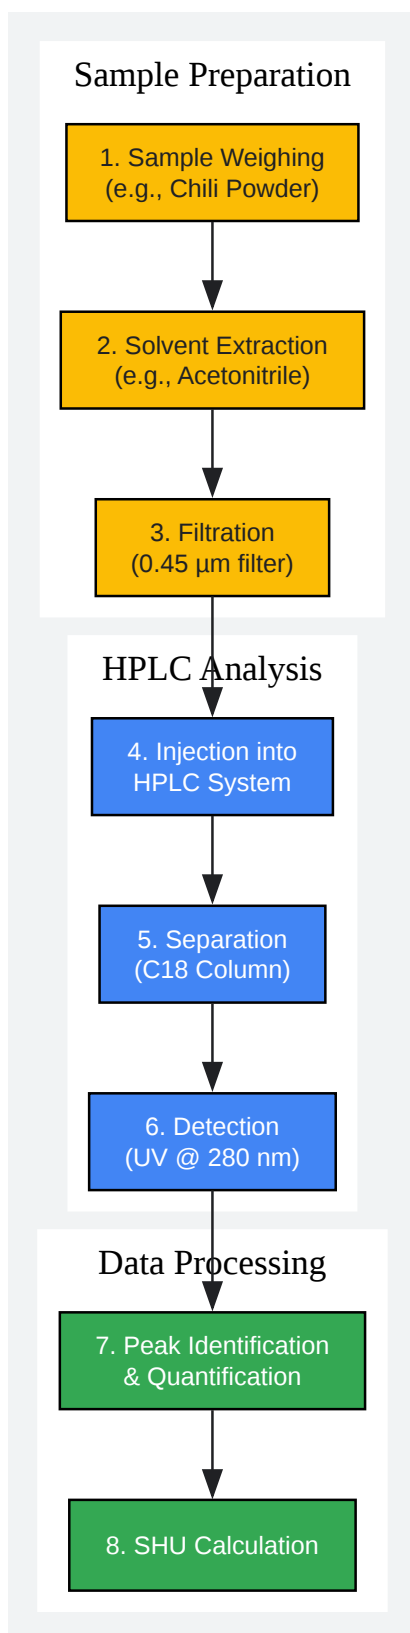 Sample Preparation
1. Sample Weighing
(e.g., Chili Powder)
2. Solvent Extraction
(e.g., Acetonitrile)
3. Filtration
(0.45 µm filter)
HPLC Analysis
4. Injection into
HPLC System
5. Separation
(C18 Column)
6. Detection
(UV @ 280 nm)
Data Processing
7. Peak Identification
& Quantification
8. SHU Calculation